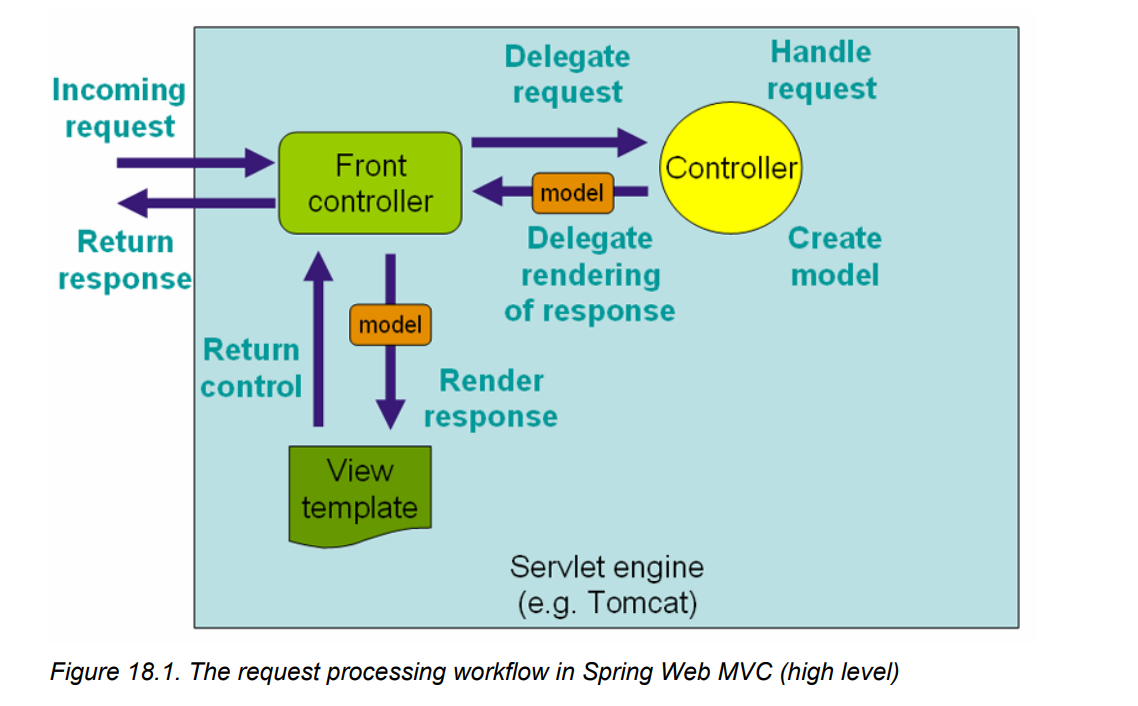 Incoming
request
Delegate
request
Handle
request
Front
controller
Controller
model
Return
response
Delegate
rendering
of response
Create
model
model
Return
control
Render
response
View
template
Servlet engine
(e.g. Tomcat)
Figure 18.1. The request processing workflow in Spring Web MVC (high level)